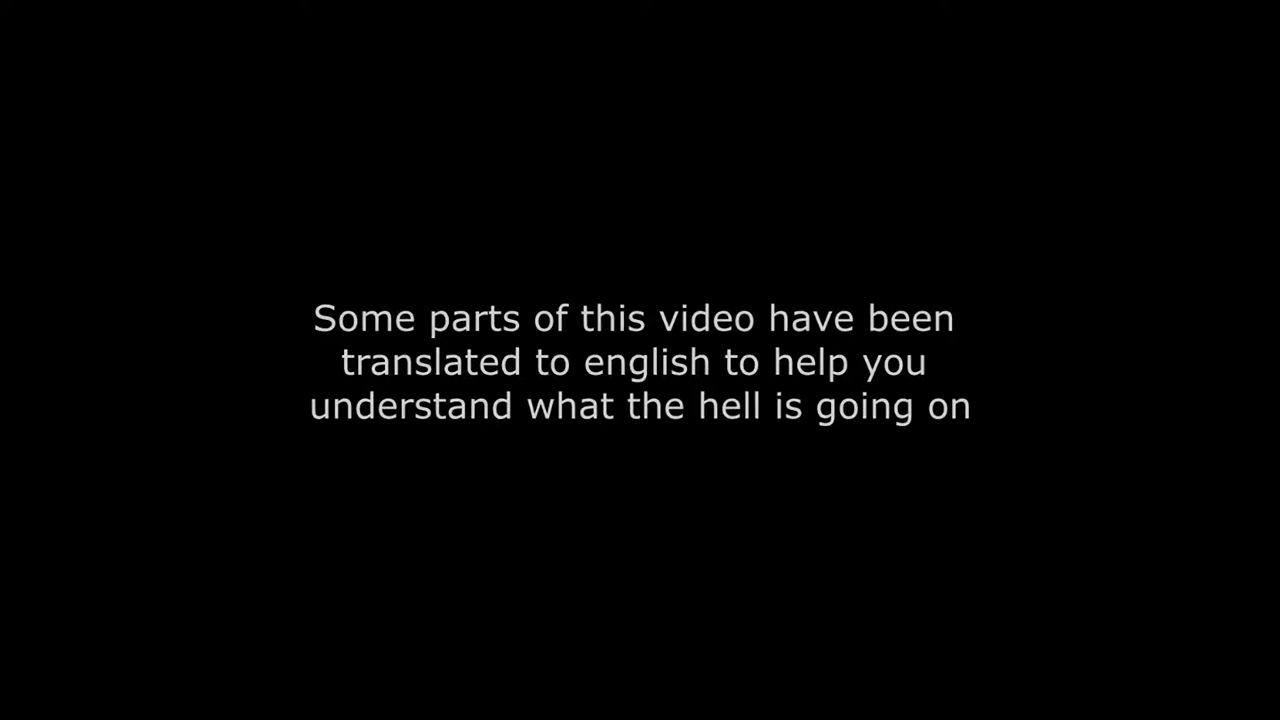 Some parts of this video have been
translated to english to help you
understand what the hell is going on